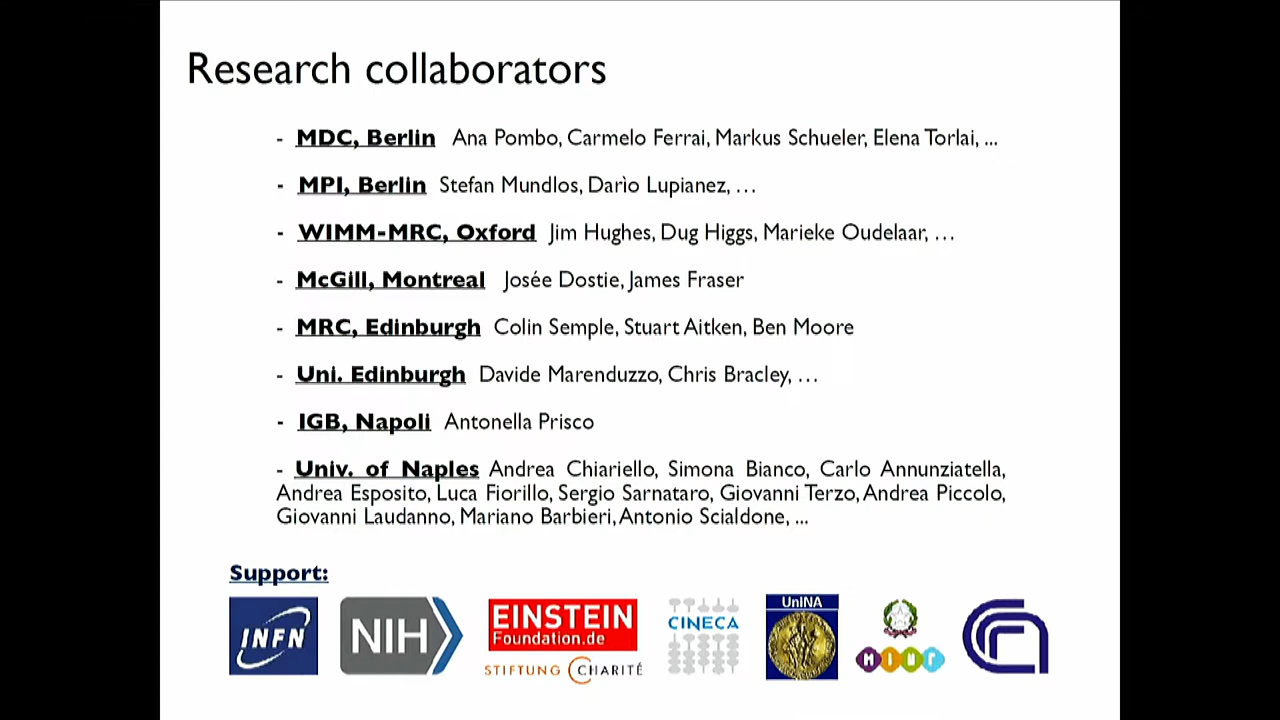 Research collaborators
- MDC, Berlin Ana Pombo, Carmelo Ferrai, Markus Schueler, Elena Torlai, ...
- MPI, Berlin Stefan Mundlos, Darìo Lupianez, …
- WIMM-MRC, Oxford Jim Hughes, Dug Higgs, Marieke Oudelaar, …
- McGill, Montreal Josée Dostie, James Fraser
- MRC, Edinburgh Colin Semple, Stuart Aitken, Ben Moore
- Uni. Edinburgh Davide Marenduzzo, Chris Bracley, …
- IGB, Napoli Antonella Prisco
- Univ. of Naples Andrea Chiariello, Simona Bianco, Carlo Annunziatella,
Andrea Esposito, Luca Fiorillo, Sergio Sarnataro, Giovanni Terzo, Andrea Piccolo,
Giovanni Laudanno, Mariano Barbieri, Antonio Scialdone, ...
Support:
INFN
NIH
EINSTEIN
Foundation.de
STIFTUNG CHARITÉ
CINECA
UniNA
MIUR
cnr